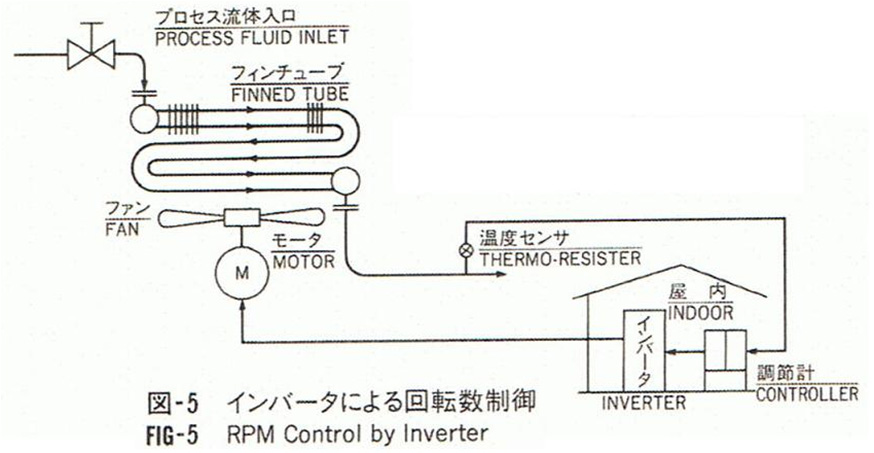 プロセス流体入口
PROCESS FLUID INLET
フィンチューブ
FINNED TUBE
ファン
FAN
モータ
MOTOR
M
温度センサ
THERMO-RESISTER
屋 内
INDOOR
インバータ
INVERTER
調節計
CONTROLLER
図-5 インバータによる回転数制御
FIG-5 RPM Control by Inverter